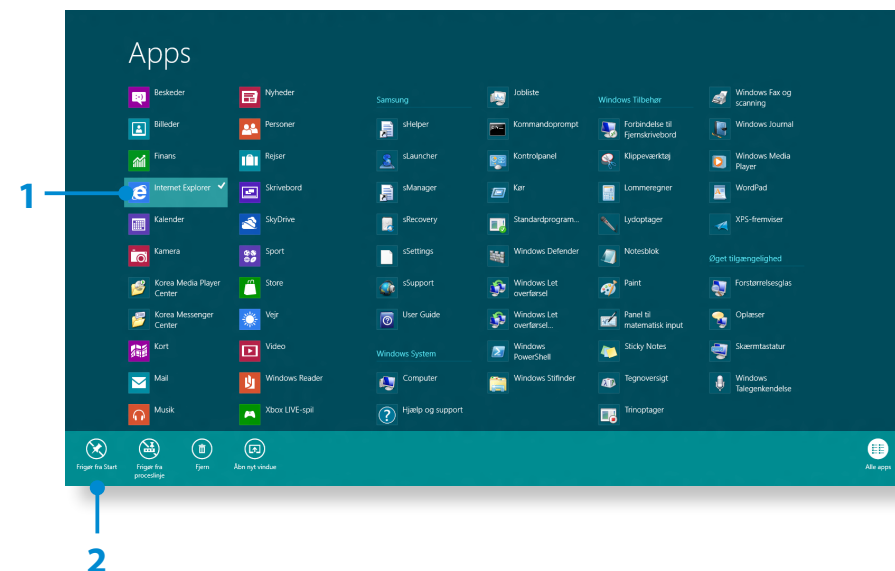 Apps
Beskeder
Billeder
Finans
Internet Explorer
Kalender
Kamera
Korea Media Player
Center
Korea Messenger
Center
Kort
Mail
Musik
Nyheder
Personer
Rejser
Skrivebord
SkyDrive
Sport
Store
Vejr
Video
Windows Reader
Xbox LIVE-spil
Samsung
sHelper
sLauncher
sManager
sRecovery
sSettings
sSupport
User Guide
Windows System
Computer
Hjælp og support
Jobliste
Kommandoprompt
Kontrolpanel
Kør
Standardprogram...
Windows Defender
Windows Let
overførsel
Windows Let
overførsel...
Windows
PowerShell
Windows Stifinder
Windows Tilbehør
Forbindelse til
Fjernskrivebord
Klippeværktøj
Lommeregner
Lydoptager
Notesblok
Paint
Panel til
matematisk input
Sticky Notes
Tegnoversigt
Trinoptager
Windows Fax og
scanning
Windows Journal
Windows Media
Player
WordPad
XPS-fremviser
Øget tilgængelighed
Forstørrelsesglas
Oplæser
Skærmtastatur
Windows
Talegenkendelse
1
Frigør fra Start
Frigør fra
proceslinje
Fjern
Åbn nyt vindue
Alle apps
2